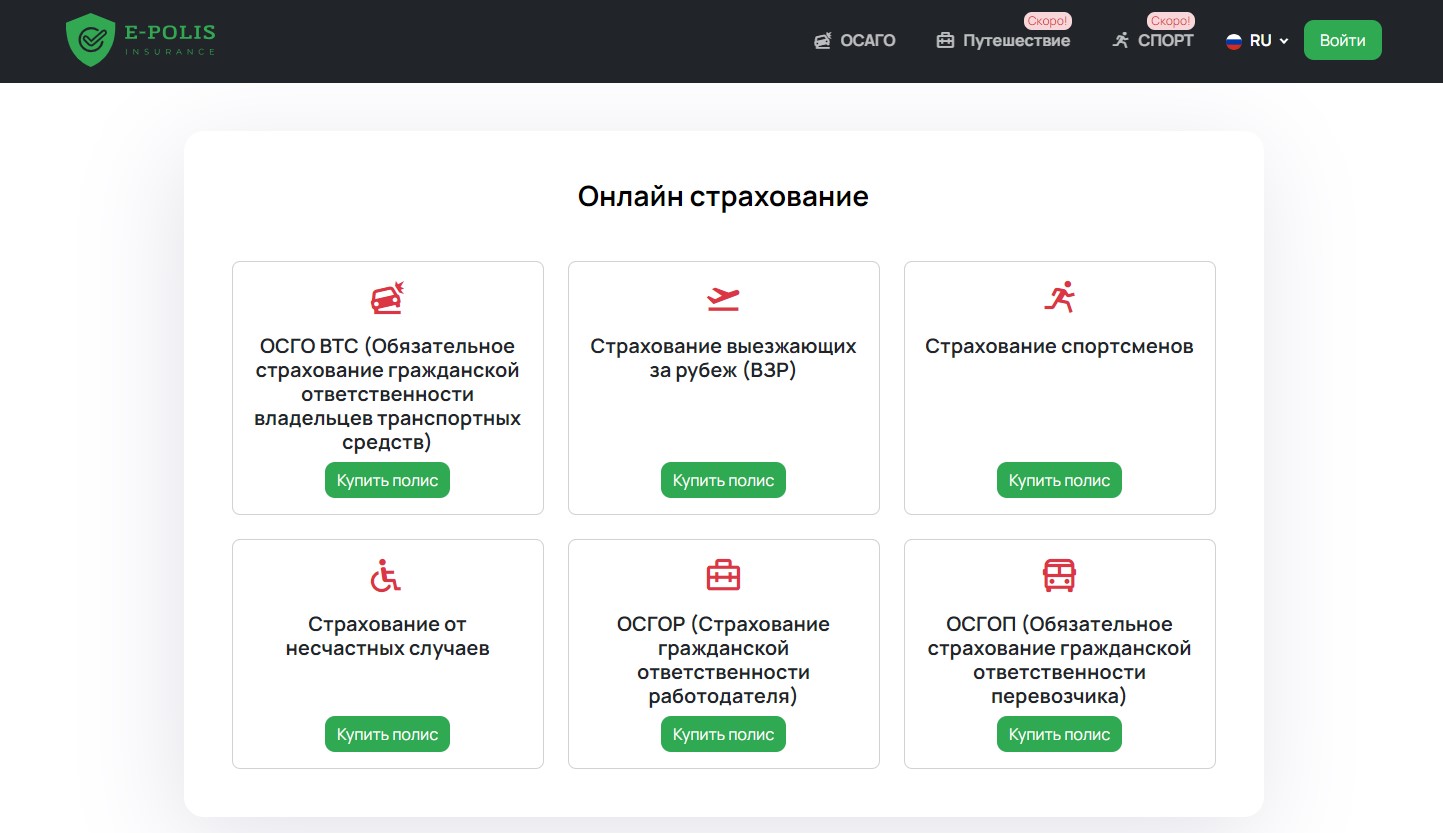 E-POLIS
INSURANCE
ОСАГО
Скоро!
Путешествие
Скоро!
СПОРТ
RU
Войти
Онлайн страхование
ОСГО ВТС (Обязательное
страхование гражданской
ответственности
владельцев транспортных
средств)
Купить полис
Страхование выезжающих
за рубеж (ВЗР)
Купить полис
Страхование спортсменов
Купить полис
Страхование от
несчастных случаев
Купить полис
ОСГОР (Страхование
гражданской
ответственности
работодателя)
Купить полис
ОСГОП (Обязательное
страхование гражданской
ответственности
перевозчика)
Купить полис